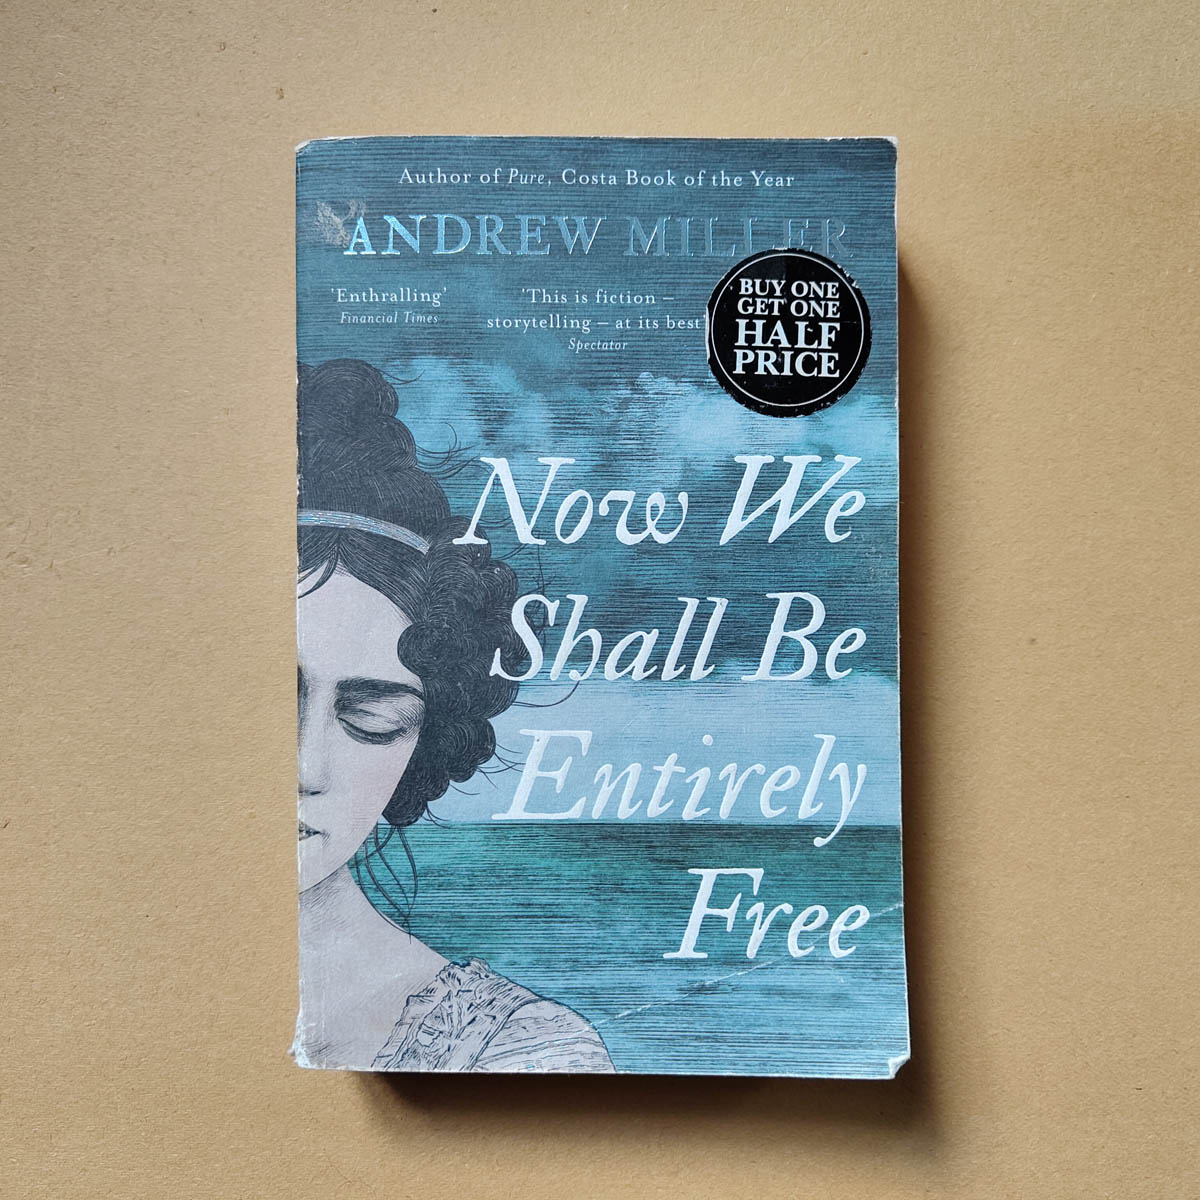 Author of Pure, Costa Book of the Year
ANDREW MILLER
'Enthralling'
Financial Times
'This is fiction –
storytelling – at its best'
Spectator
BUY ONE
GET ONE
HALF
PRICE
Now We
Shall Be
Entirely
Free